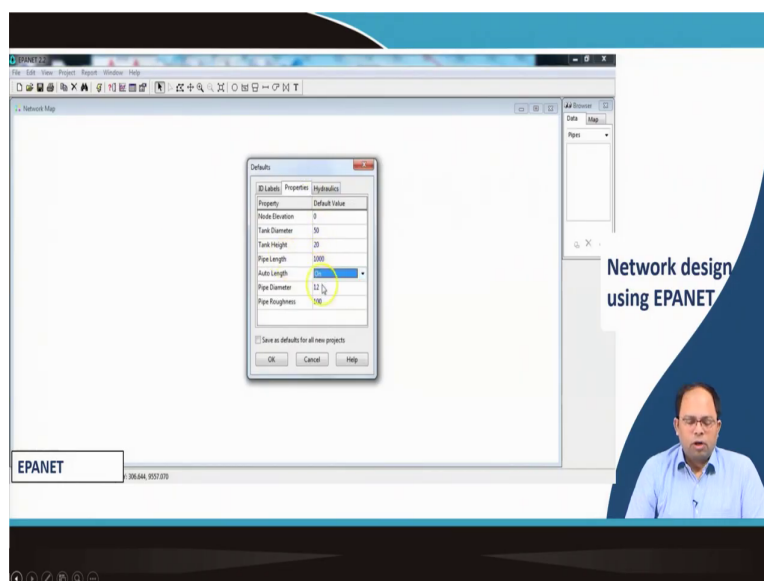 EPANET 2.2
File Edit View Project Report Window Help
Network Map
Browser
Data Map
Pipes
Defaults
ID Labels Properties Hydraulics
Property Default Value
Node Elevation 0
Tank Diameter 50
Tank Height 20
Pipe Length 1000
Auto Length On
Pipe Diameter 12
Pipe Roughness
Save as defaults for all new projects
OK Cancel Help
Network design
using EPANET
EPANET
306.644, 9557.070